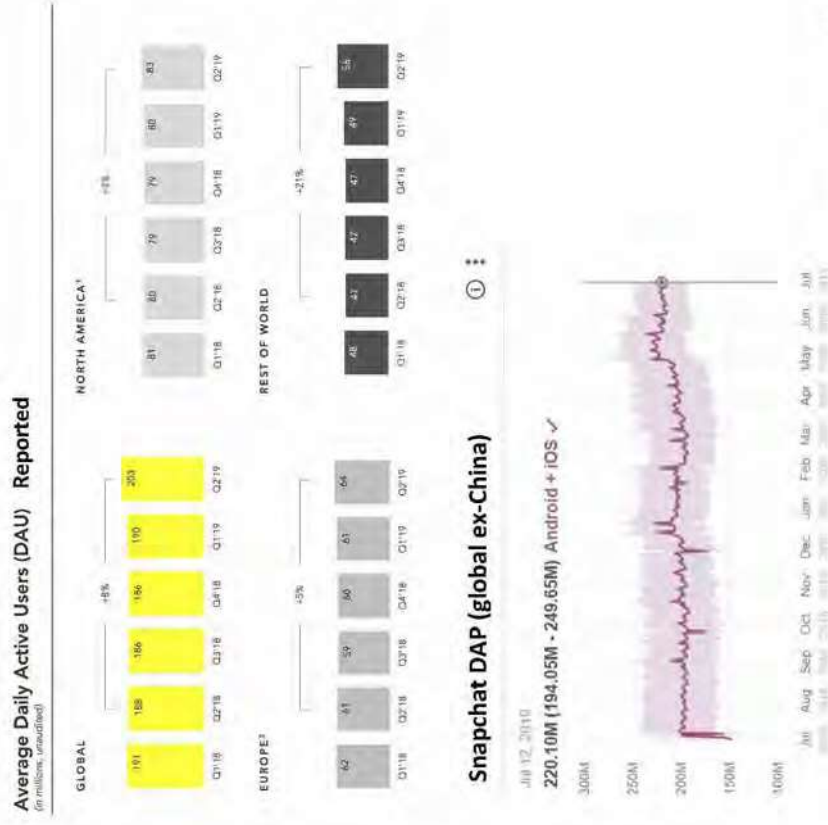 Average Daily Active Users (DAU) Reported
(in millions, unaudited)
GLOBAL
+8%
191 188 186 186 190 203
Q1'18 Q2'18 Q3'18 Q4'18 Q1'19 Q2'19
NORTH AMERICA¹
81 80 79 79 80 83
Q1'18 Q2'18 Q3'18 Q4'18 Q1'19 Q2'19
EUROPE²
+5%
62 61 59 60 61 64
Q1'18 Q2'18 Q3'18 Q4'18 Q1'19 Q2'19
REST OF WORLD
+21%
48 47 47 49 56
Q1'18 Q2'18 Q3'18 Q4'18 Q1'19 Q2'19
Snapchat DAP (global ex-China)
Jul 12, 2019
220.10M (194.05M - 249.65M) Android + iOS ✓
300M
250M
200M
150M
100M
Jul Aug Sep Oct Nov Dec Jan Feb Mar Apr May Jun Jul